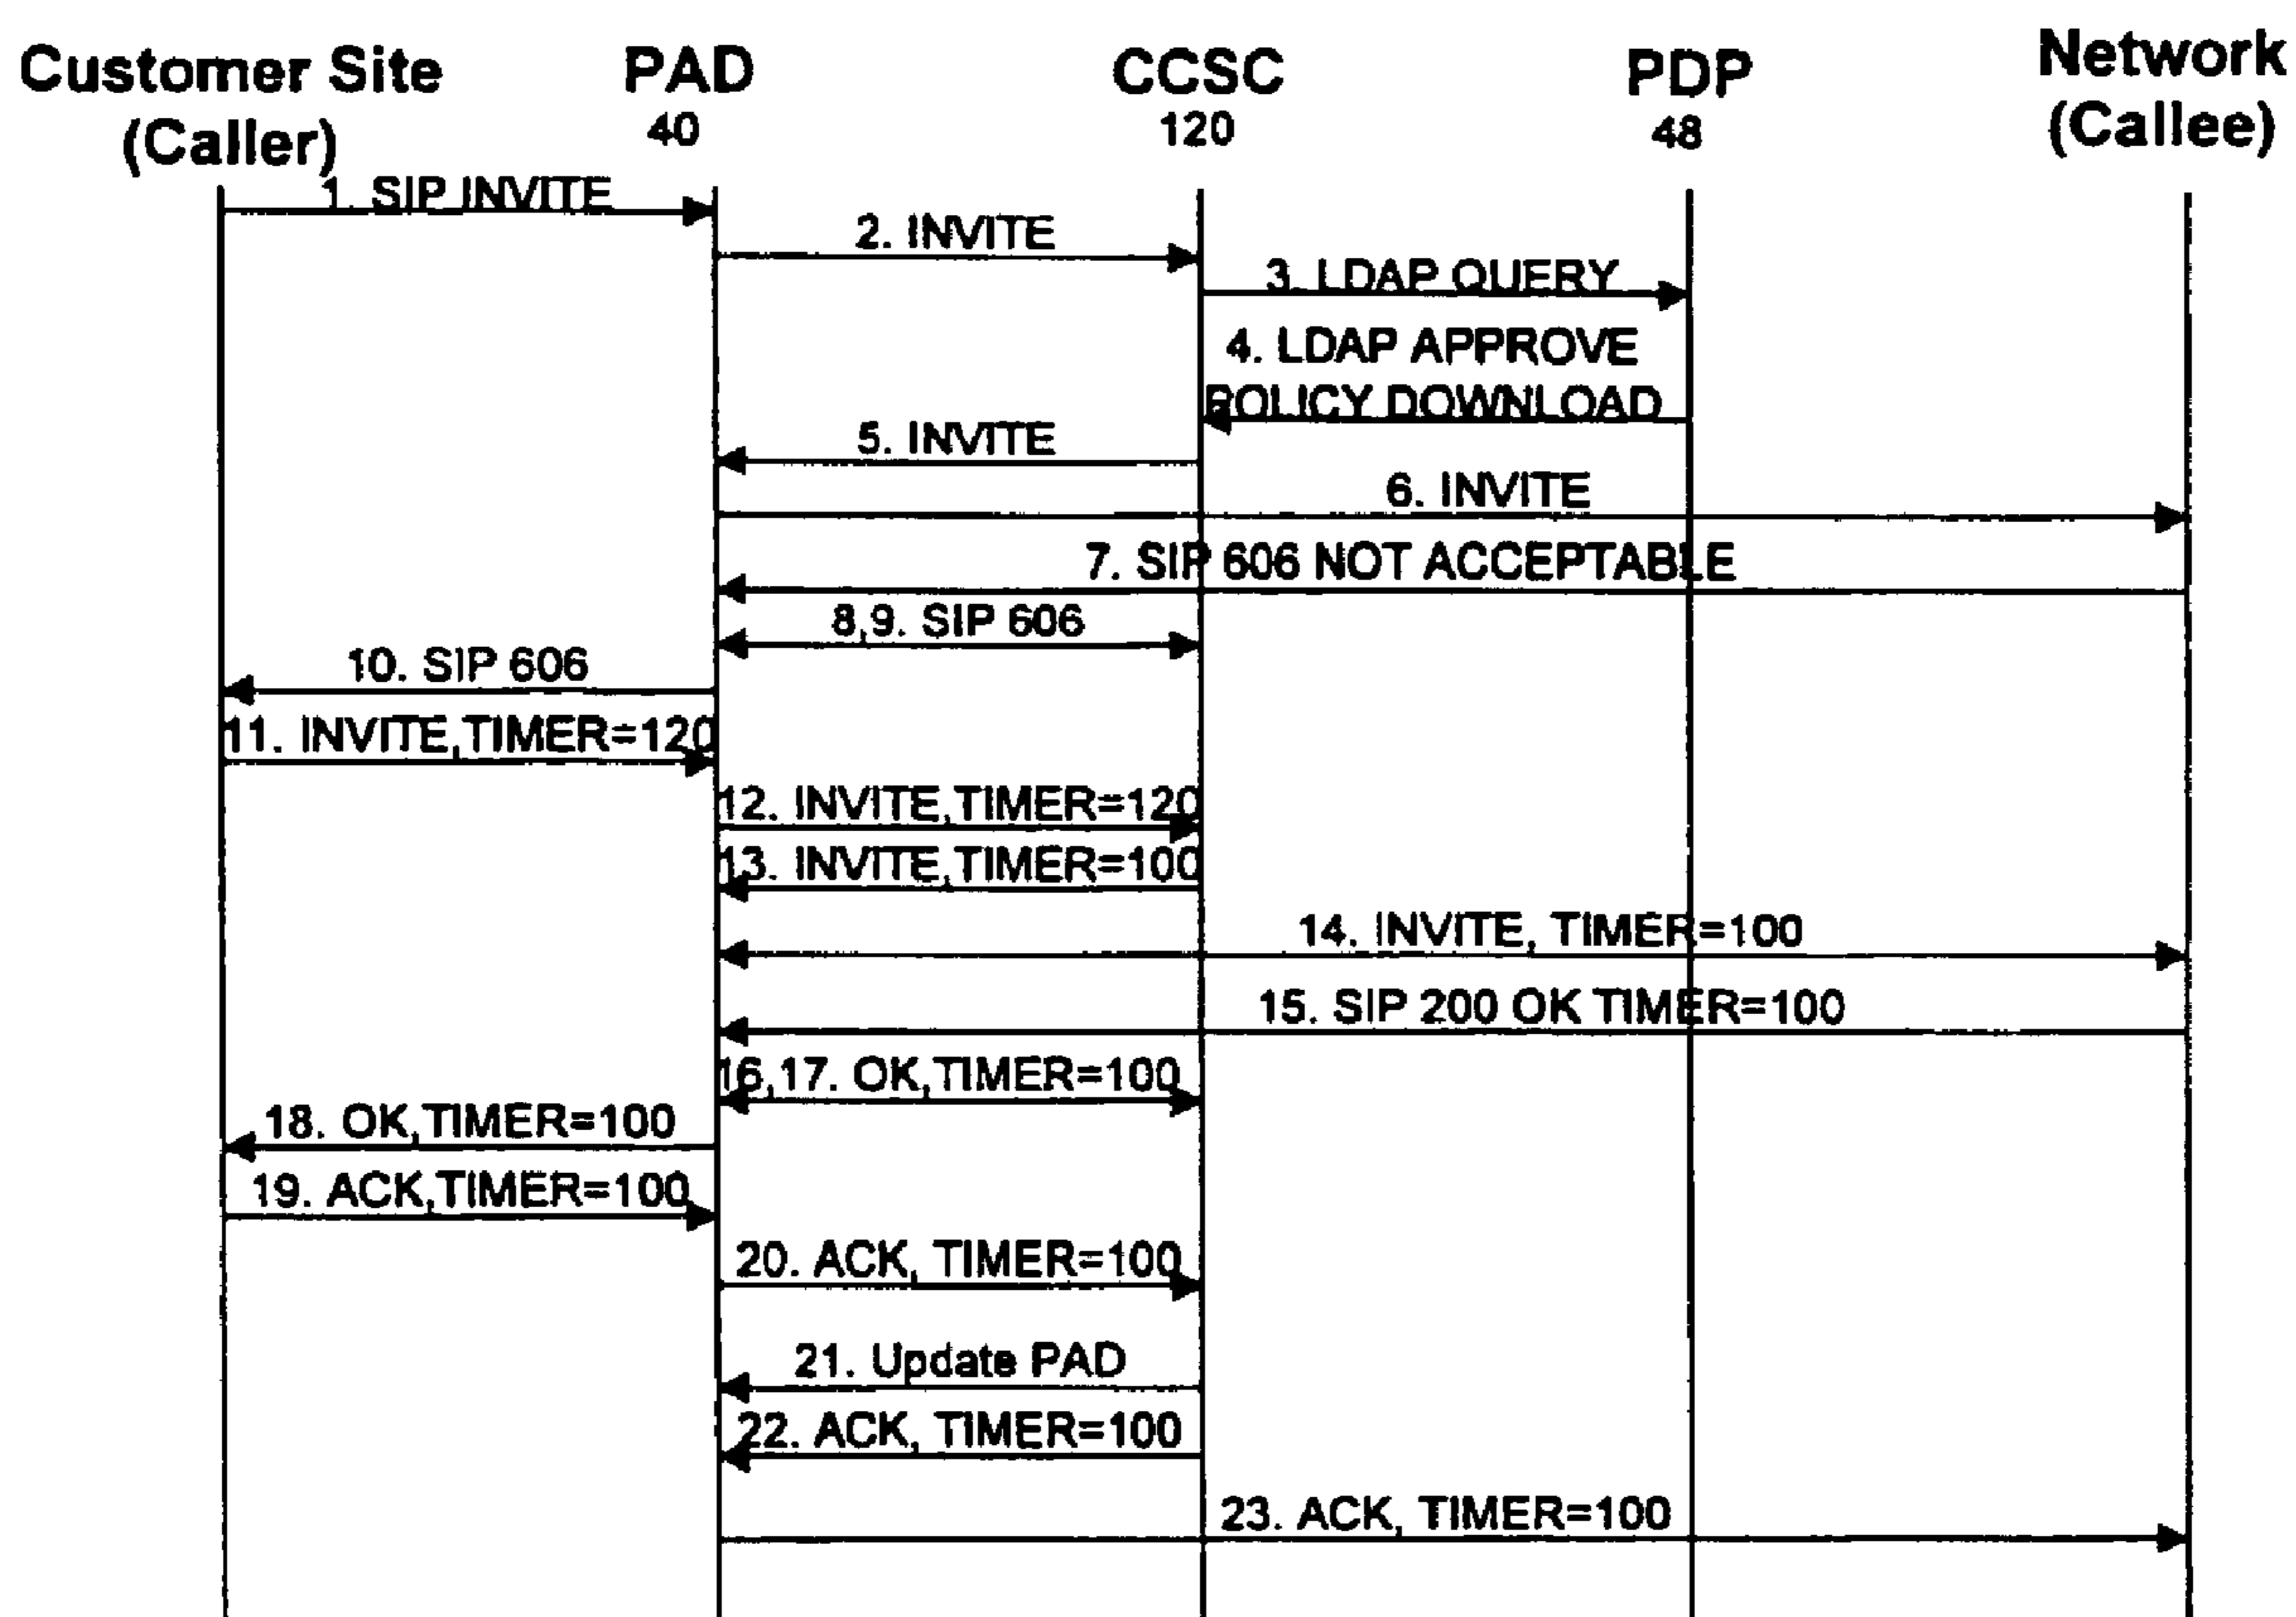 Customer Site
(Caller)
PAD
40
CCSC
120
PDP
48
Network
(Callee)
1. SIP INVITE
2. INVITE
3. LDAP QUERY
4. LDAP APPROVE
POLICY DOWNLOAD
5. INVITE
6. INVITE
7. SIP 606 NOT ACCEPTABLE
8,9. SIP 606
10. SIP 606
11. INVITE,TIMER=120
12. INVITE,TIMER=120
13. INVITE,TIMER=100
14. INVITE, TIMER=100
15. SIP 200 OK TIMER=100
16,17. OK,TIMER=100
18. OK,TIMER=100
19. ACK,TIMER=100
20. ACK, TIMER=100
21. Update PAD
22. ACK, TIMER=100
23. ACK, TIMER=100